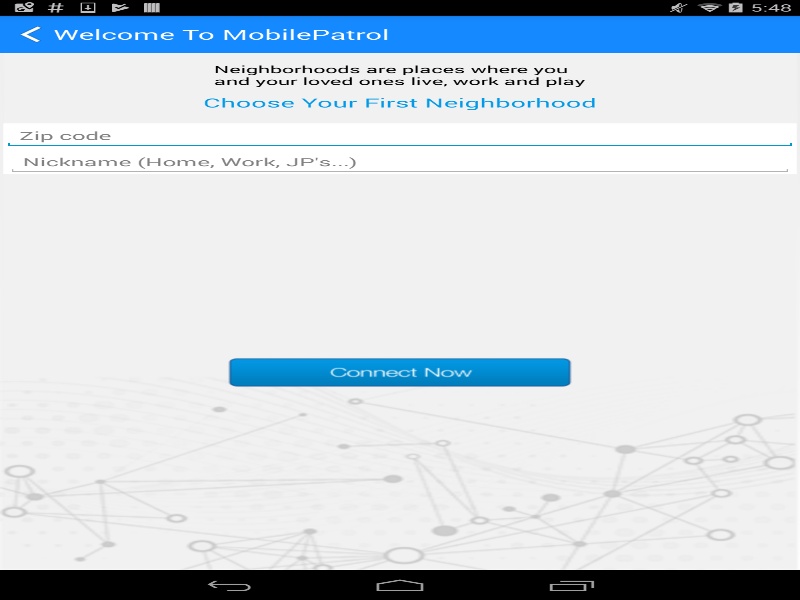 5:48
Welcome To MobilePatrol
Neighborhoods are places where you
and your loved ones live, work and play
Choose Your First Neighborhood
Zip code
Nickname (Home, Work, JP's...)
Connect Now